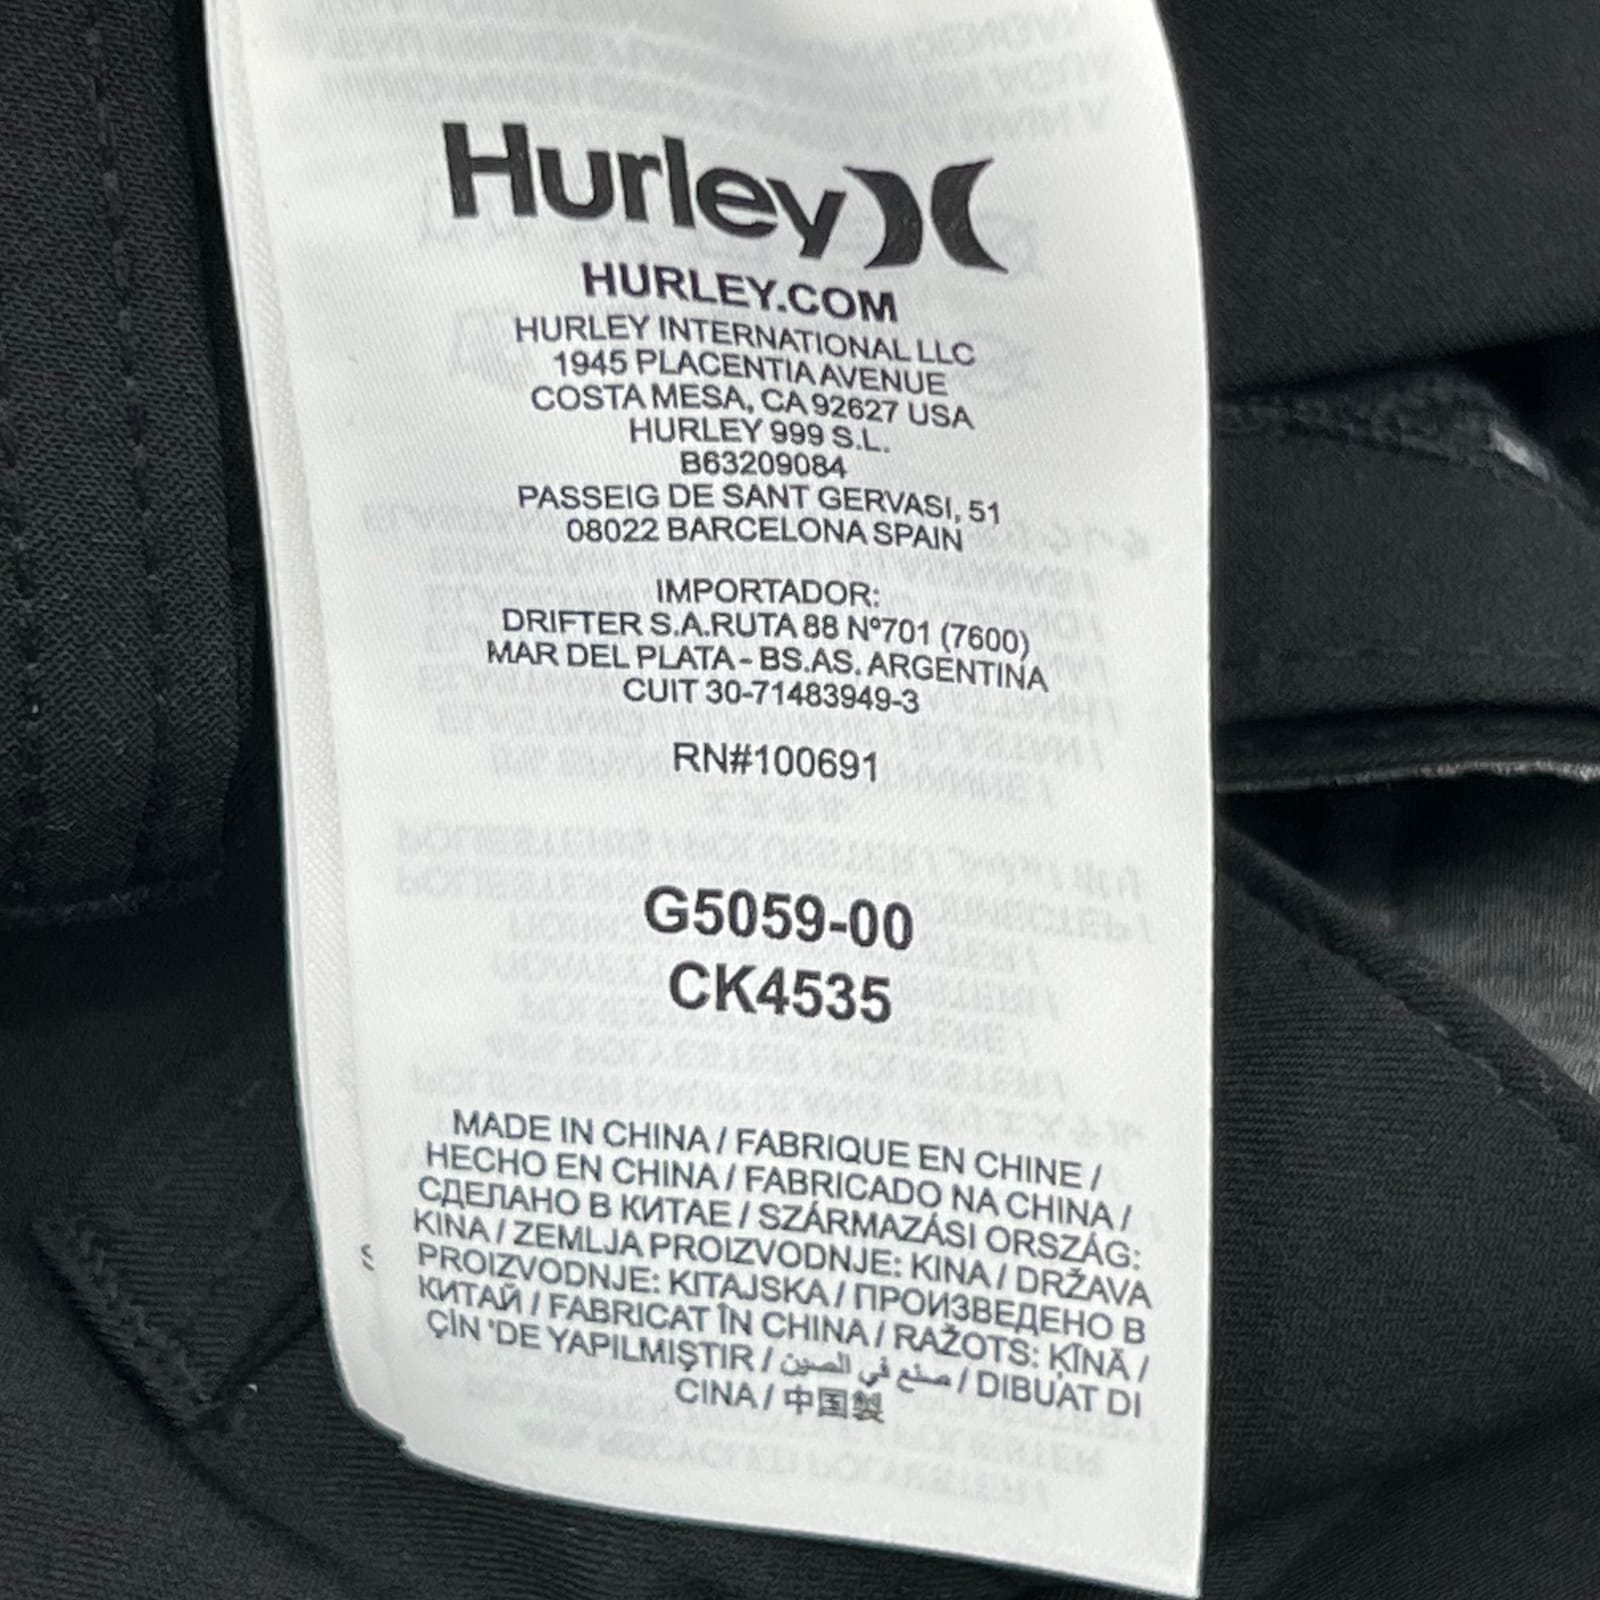 Hurley
HURLEY.COM
HURLEY INTERNATIONAL LLC
1945 PLACENTIA AVENUE
COSTA MESA, CA 92627 USA
HURLEY 999 S.L.
B63209084
PASSEIG DE SANT GERVASI, 51
08022 BARCELONA SPAIN
IMPORTADOR:
DRIFTER S.A.RUTA 88 Nº701 (7600)
MAR DEL PLATA - BS.AS. ARGENTINA
CUIT 30-71483949-3
RN#100691
G5059-00
CK4535
MADE IN CHINA / FABRIQUE EN CHINE /
HECHO EN CHINA / FABRICADO NA CHINA /
СДЕЛАНО В КИТАЕ / SZÁRMAZÁSI ORSZÁG:
KINA / ZEMLJA PROIZVODNJE: KINA / DRŽAVA
PROIZVODNJE: KITAJSKA / ПРОИЗВЕДЕНО В
КИТАЙ / FABRICAT ÎN CHINA / RAŽOTS: ĶĪNĀ /
ÇİN 'DE YAPILMIŞTIR / صنع في الصين / DIBUAT DI
CINA / 中国製